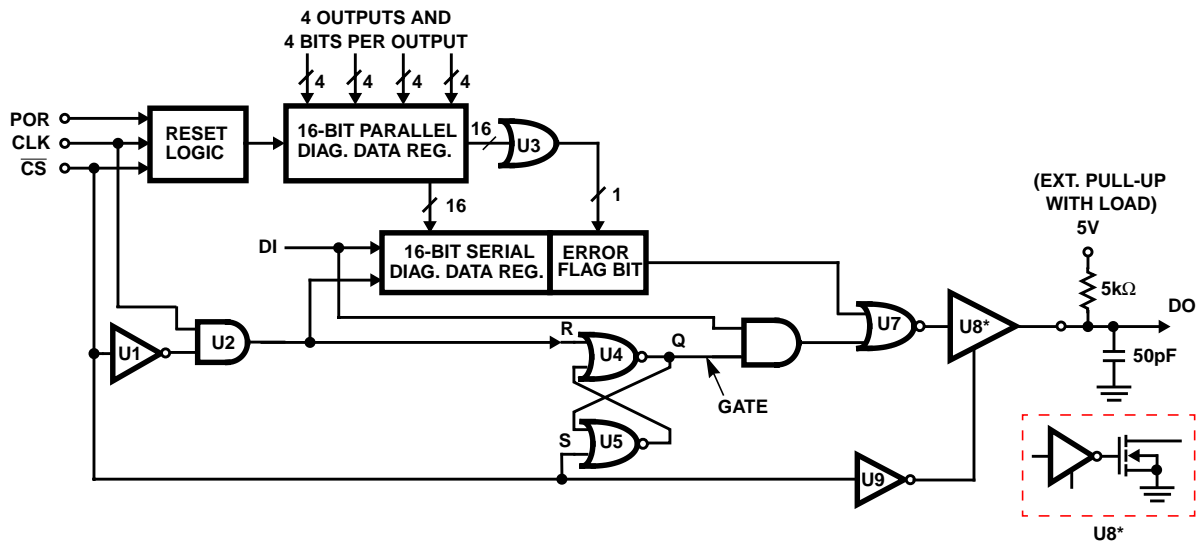 4 OUTPUTS AND
4 BITS PER OUTPUT
4 4 4 4
POR
CLK
CS
RESET
LOGIC
16-BIT PARALLEL
DIAG. DATA REG.
16
U3
16
1
DI
16-BIT SERIAL
DIAG. DATA REG.
ERROR
FLAG BIT
(EXT. PULL-UP
WITH LOAD)
5V
5kΩ
DO
50pF
U1
U2
R
U4
Q
GATE
S
U5
U7
U8*
U9
U8*